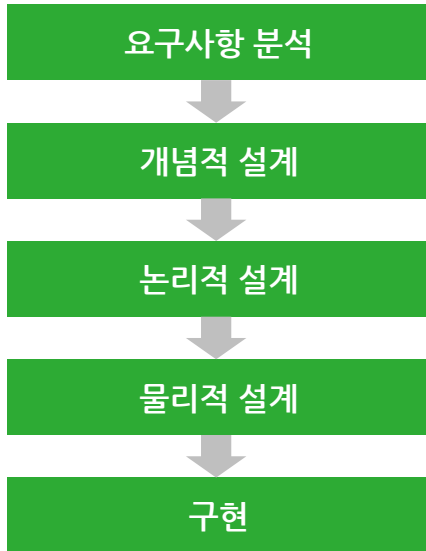 요구사항 분석
개념적 설계
논리적 설계
물리적 설계
구현